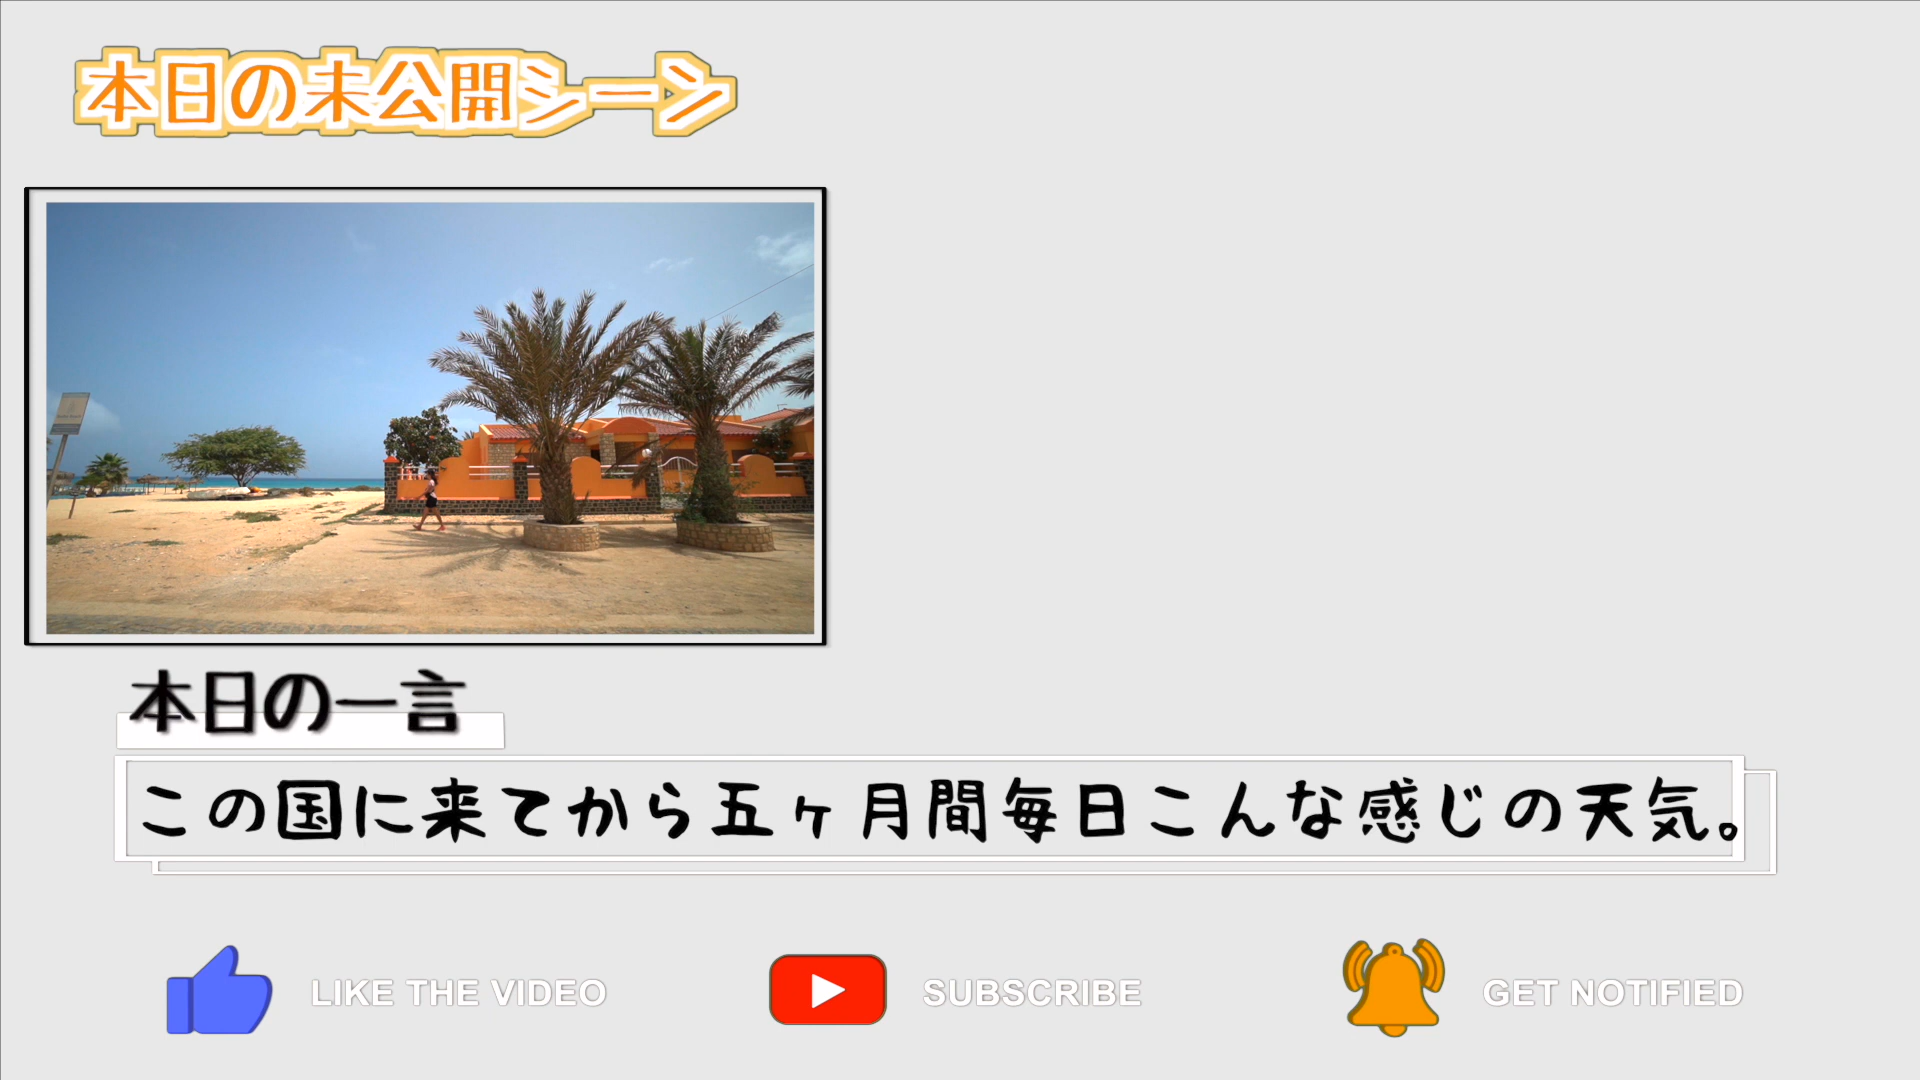 本日の未公開シーン
本日の一言
この国に来てから五ヶ月間毎日こんな感じの天気。
LIKE THE VIDEO
SUBSCRIBE
GET NOTIFIED